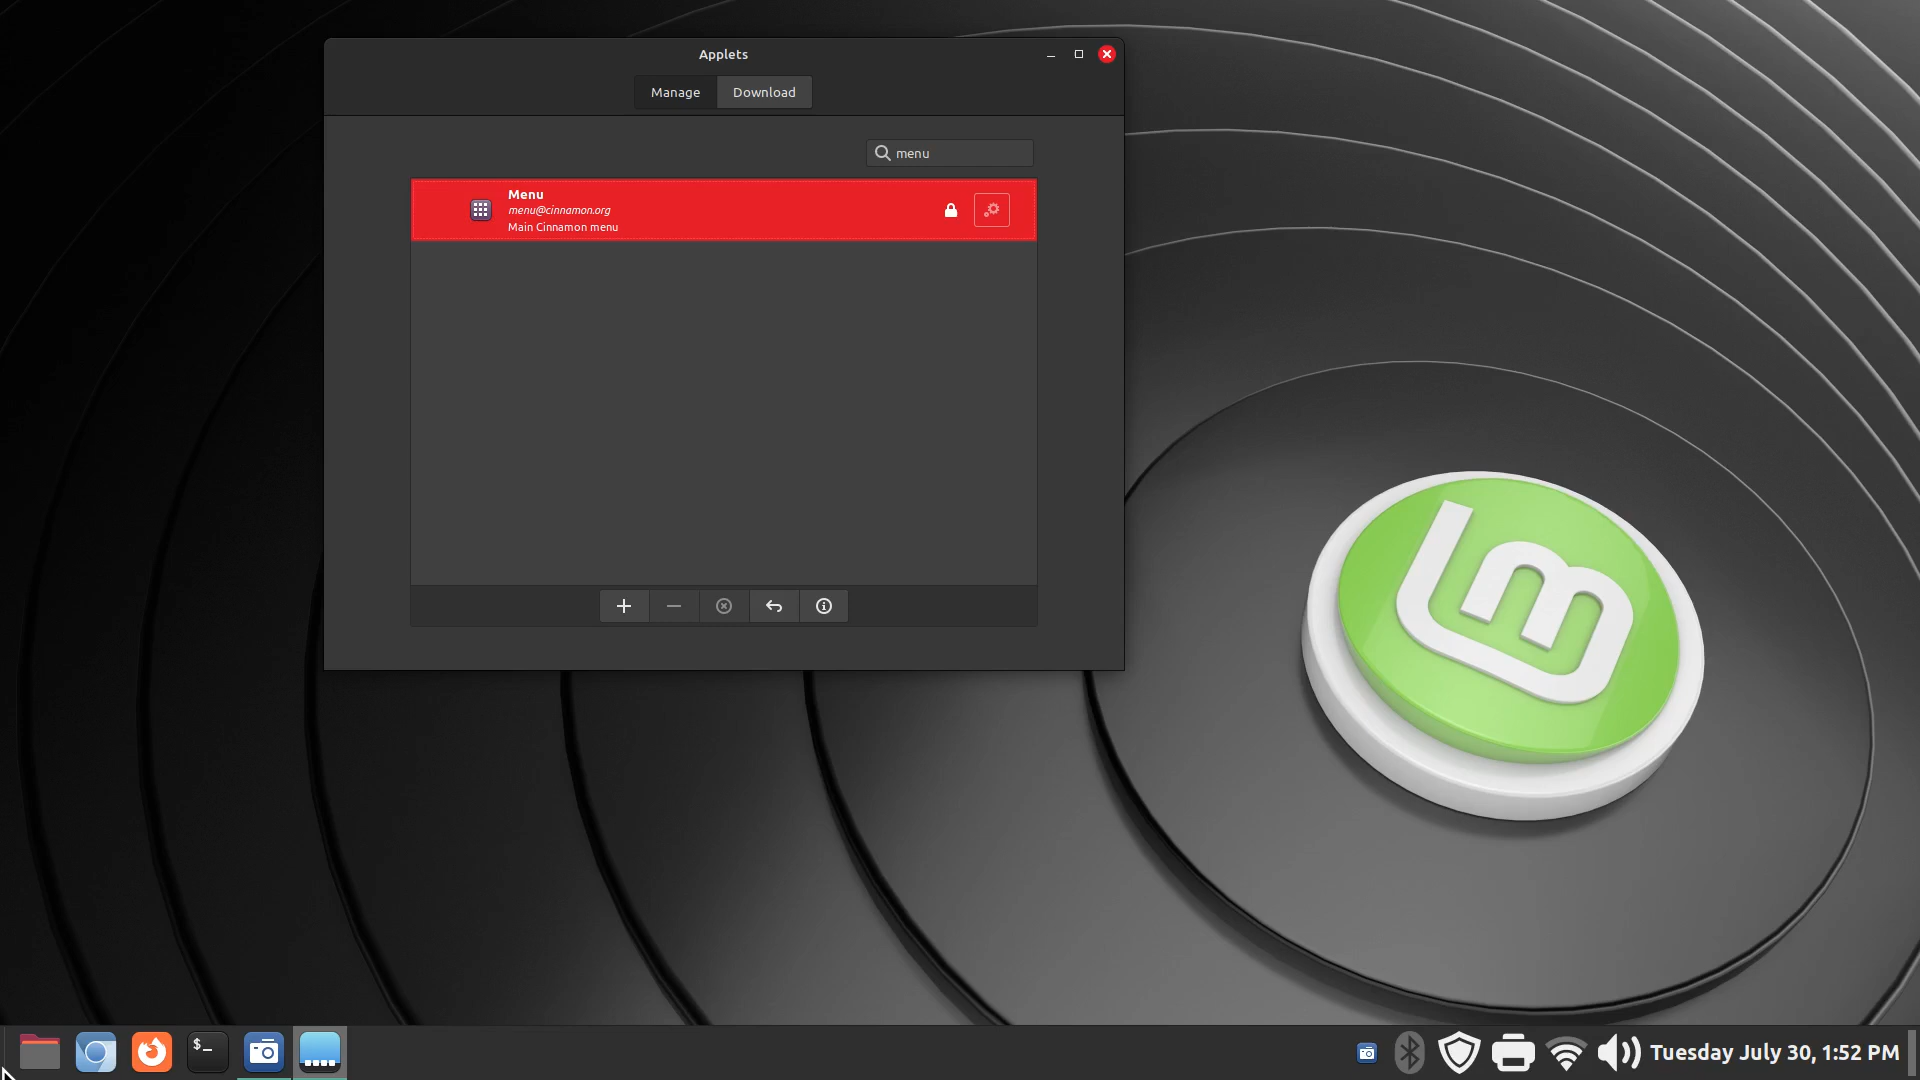 Applets
Manage
Download
menu
Menu
menu@cinnamon.org
Main Cinnamon menu
$_
Tuesday July 30, 1:52 PM